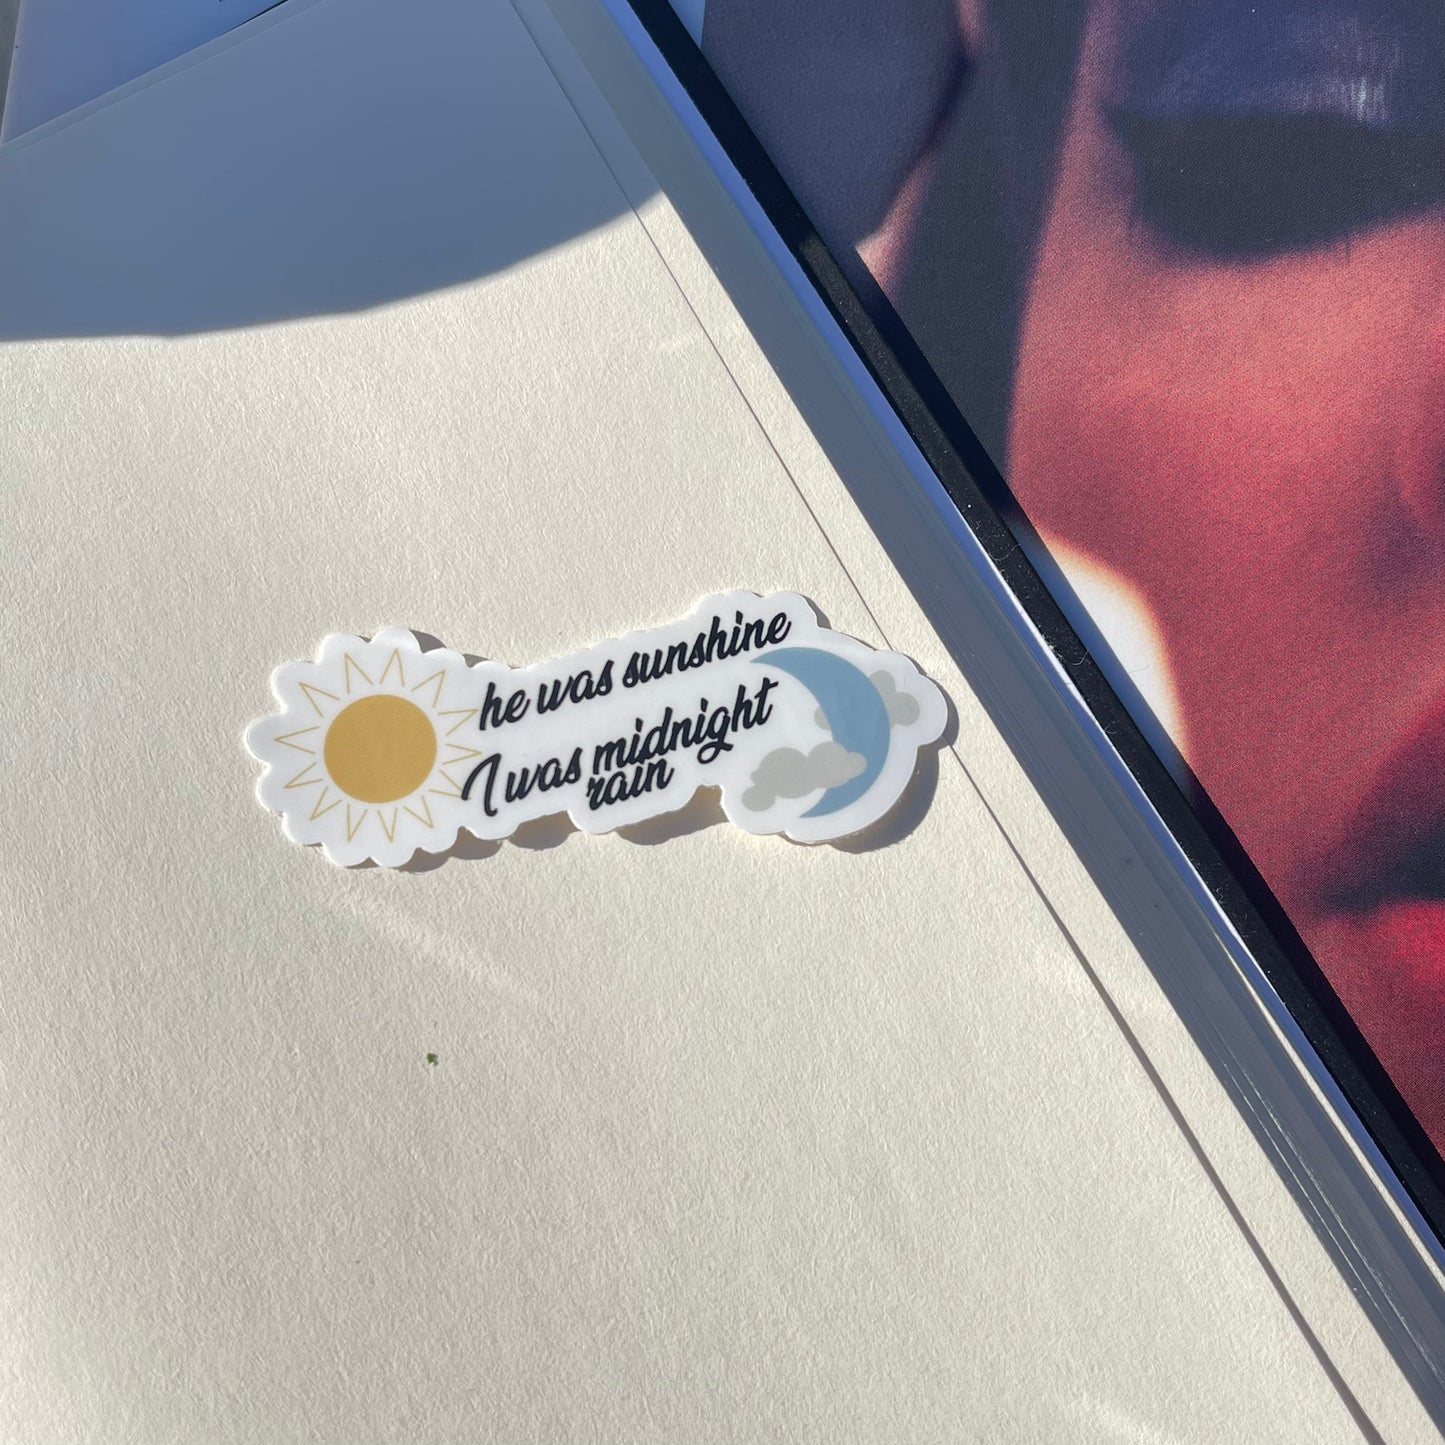 he was sunshine
I was midnight
rain